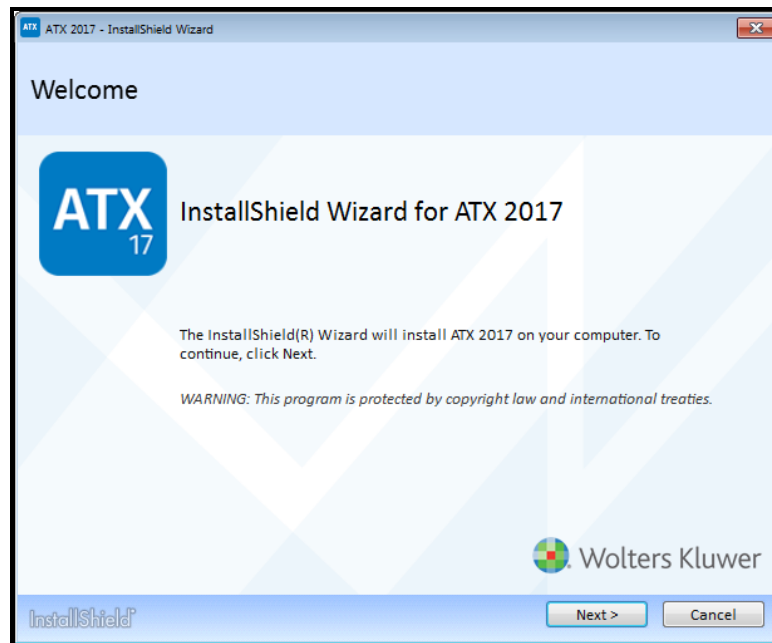 ATX ATX 2017 - InstallShield Wizard
Welcome
ATX
17
InstallShield Wizard for ATX 2017
The InstallShield(R) Wizard will install ATX 2017 on your computer. To
continue, click Next.
WARNING: This program is protected by copyright law and international treaties.
Wolters Kluwer
InstallShield
Next >
Cancel